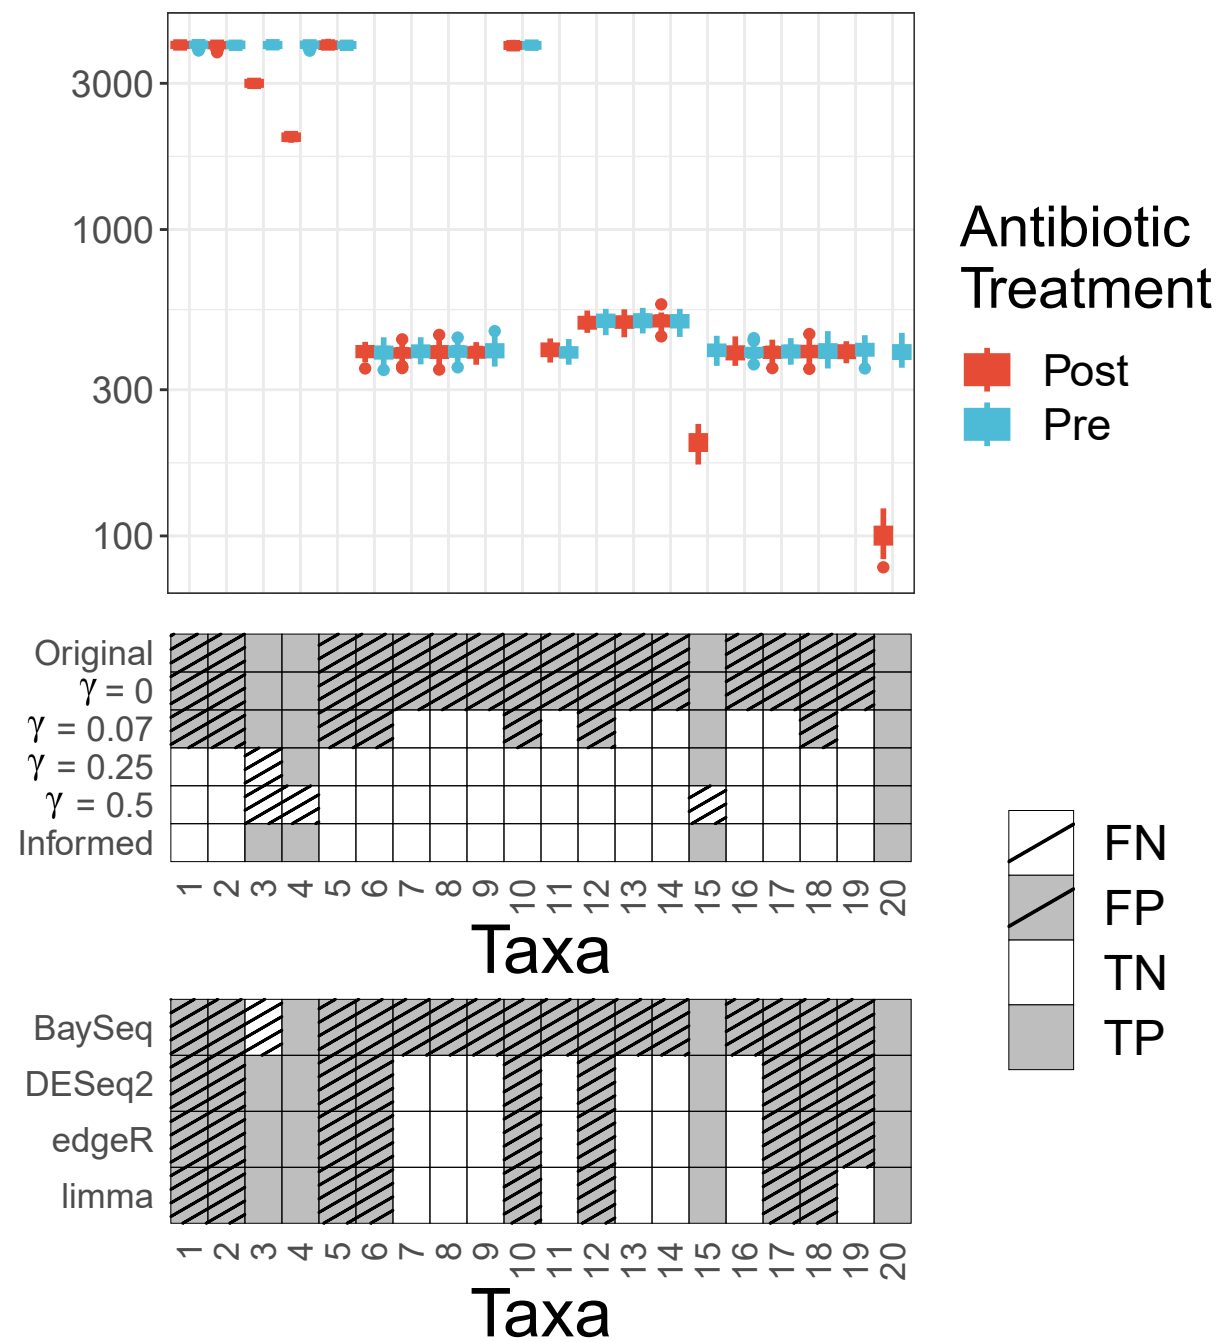 3000
1000
300
100
Antibiotic
Treatment
Post
Pre
Original
γ = 0
γ = 0.07
γ = 0.25
γ = 0.5
Informed
1 2 3 4 5 6 7 8 9 10 11 12 13 14 15 16 17 18 19 20
Taxa
FN
FP
TN
TP
BaySeq
DESeq2
edgeR
limma
1 2 3 4 5 6 7 8 9 10 11 12 13 14 15 16 17 18 19 20
Taxa